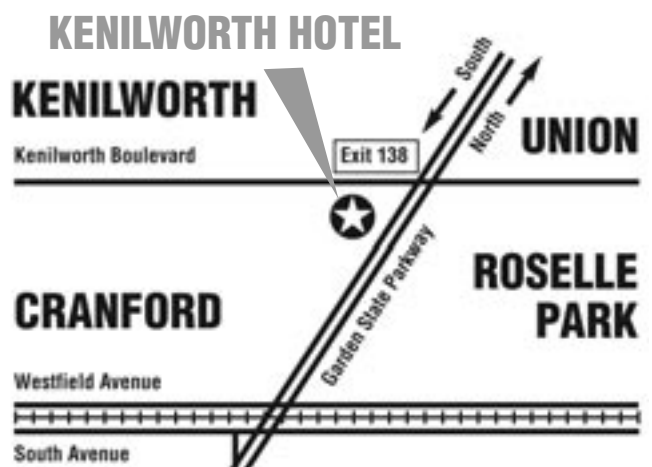 KENILWORTH HOTEL
South
KENILWORTH
North
UNION
Kenilworth Boulevard
Exit 138
Garden State Parkway
ROSELLE
PARK
CRANFORD
Westfield Avenue
South Avenue